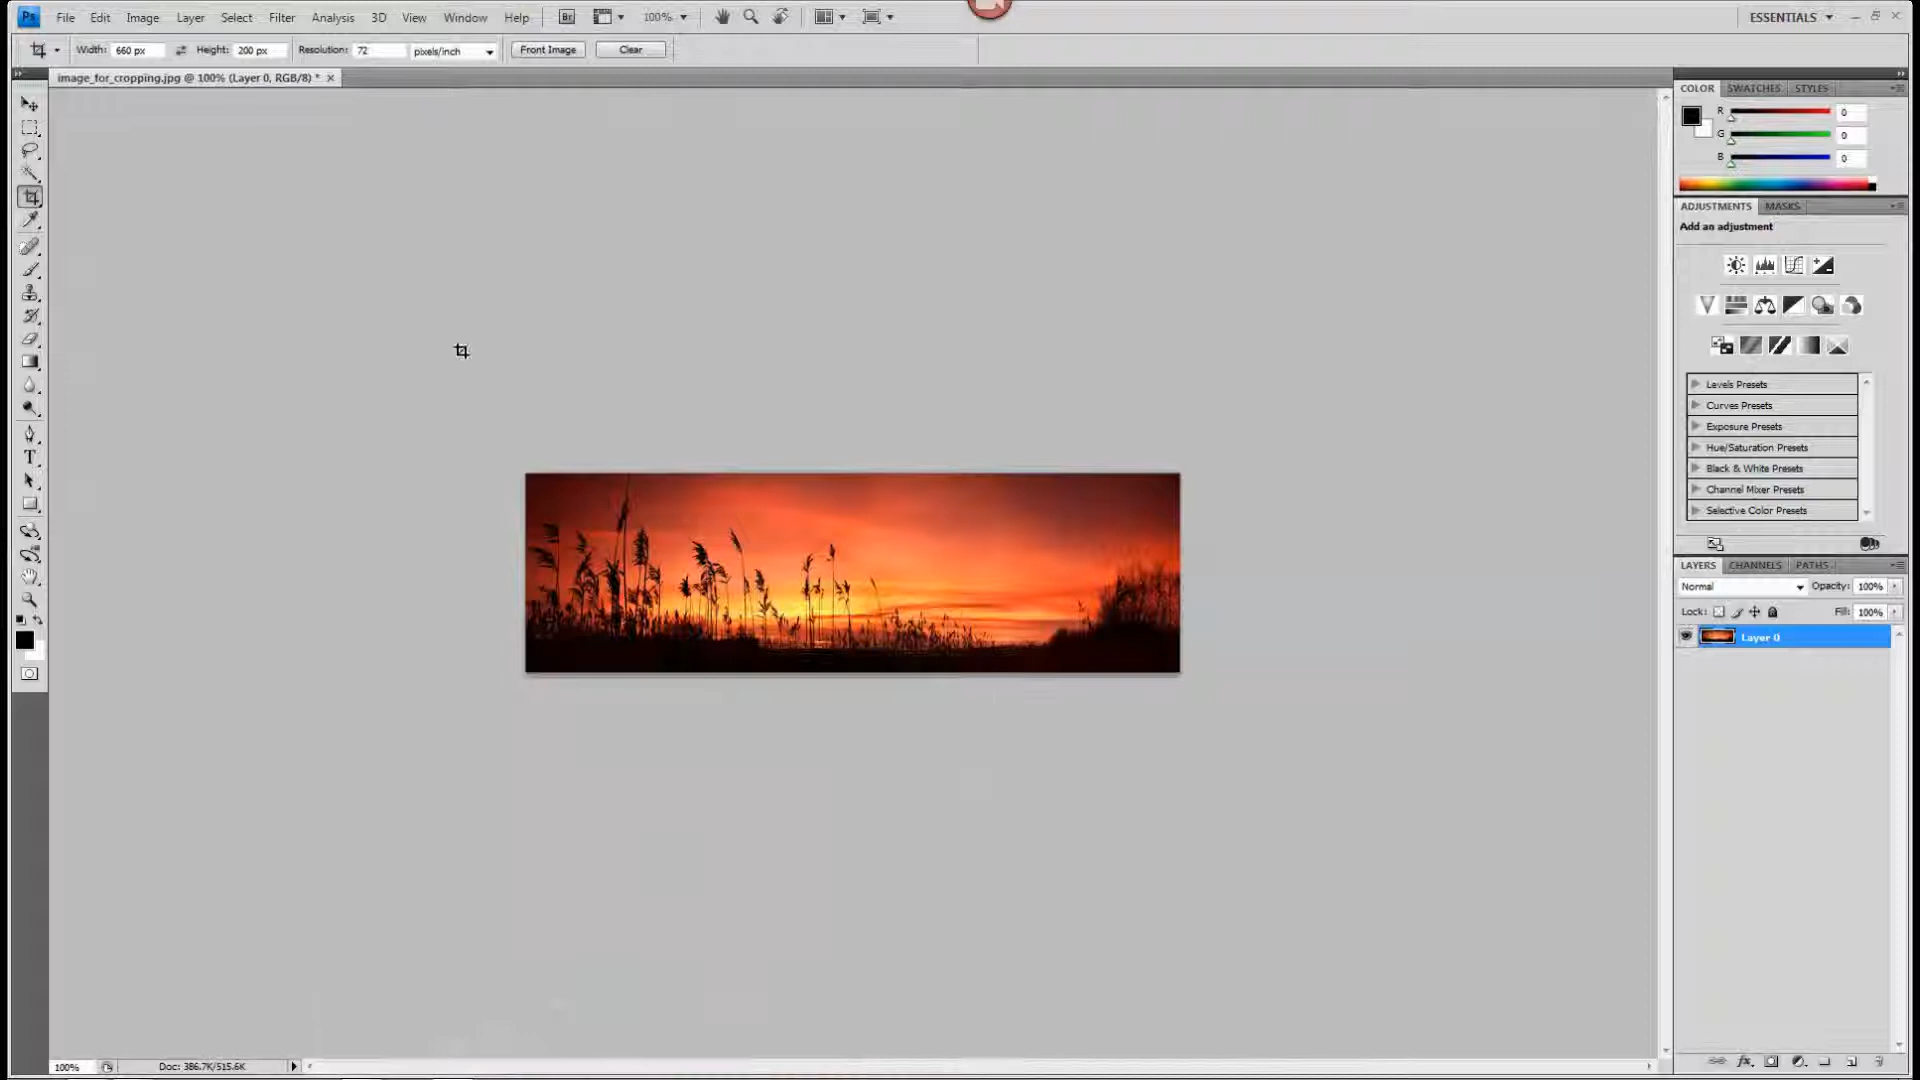 Ps File Edit Image Layer Select Filter Analysis 3D View Window Help Br 100% ESSENTIALS
Width: 660 px Height: 200 px Resolution: 72 pixels/inch Front Image Clear
image_for_cropping.jpg @ 100% (Layer 0, RGB/8) *
COLOR SWATCHES STYLES
R 0
G 0
B 0
ADJUSTMENTS MASKS
Add an adjustment
Levels Presets
Curves Presets
Exposure Presets
Hue/Saturation Presets
Black & White Presets
Channel Mixer Presets
Selective Color Presets
LAYERS CHANNELS PATHS
Normal Opacity: 100%
Lock: Fill: 100%
Layer 0
T
fx
100% Doc: 386.7K/515.6K